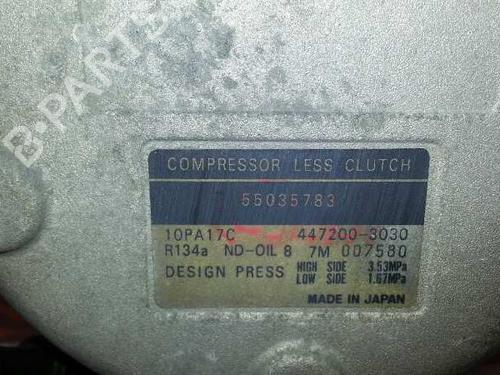 B-PARTS
COMPRESSOR LESS CLUTCH
55035783
10PA17C 447200-3030
R134a ND-OIL 8 7M 007580
DESIGN PRESS HIGH SIDE 3.53MPa
LOW SIDE 1.67MPa
MADE IN JAPAN